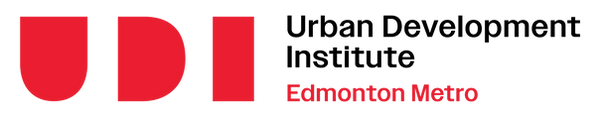 UDI
Urban Development
Institute
Edmonton Metro